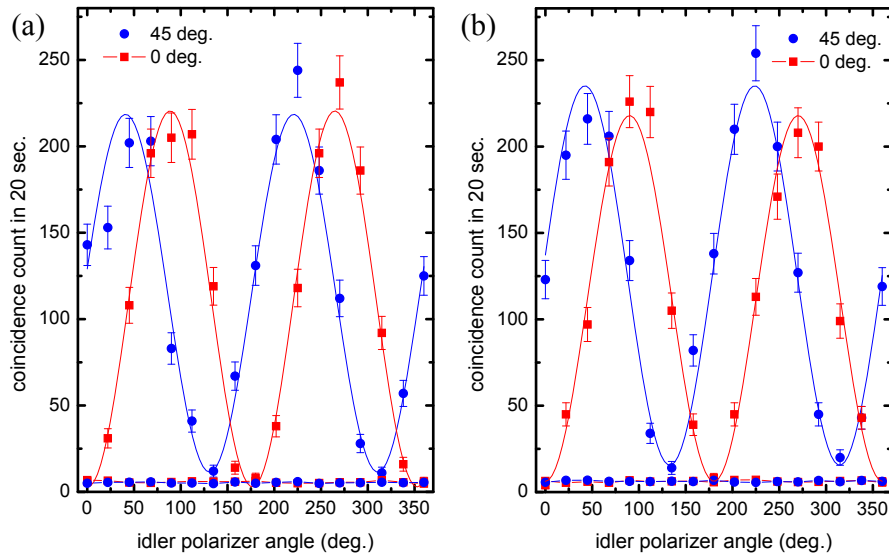 (a)
45 deg.
0 deg.
250
200
150
100
50
0
coincidence count in 20 sec.
0 50 100 150 200 250 300 350
idler polarizer angle (deg.)
(b)
45 deg.
0 deg.
250
200
150
100
50
0
coincidence count in 20 sec.
0 50 100 150 200 250 300 350
idler polarizer angle (deg.)